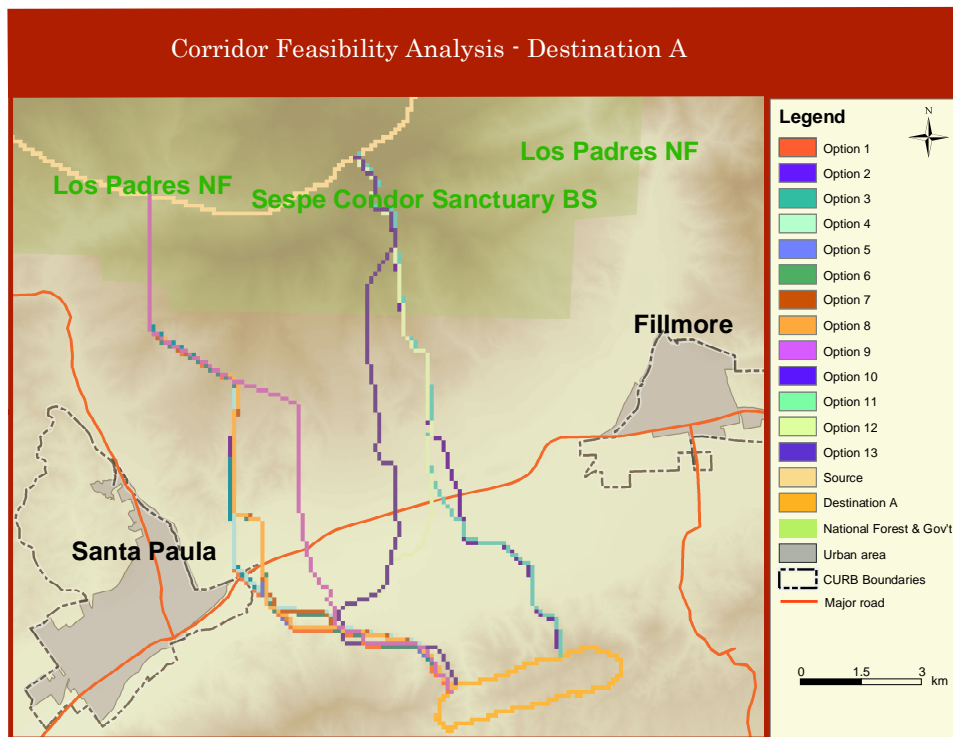 Corridor Feasibility Analysis - Destination A
Legend
N
Option 1
Option 2
Option 3
Option 4
Option 5
Option 6
Option 7
Option 8
Option 9
Option 10
Option 11
Option 12
Option 13
Source
Destination A
National Forest & Gov't
Urban area
CURB Boundaries
Major road
0 1.5 3
km
Los Padres NF
Los Padres NF
Sespe Condor Sanctuary BS
Fillmore
Santa Paula